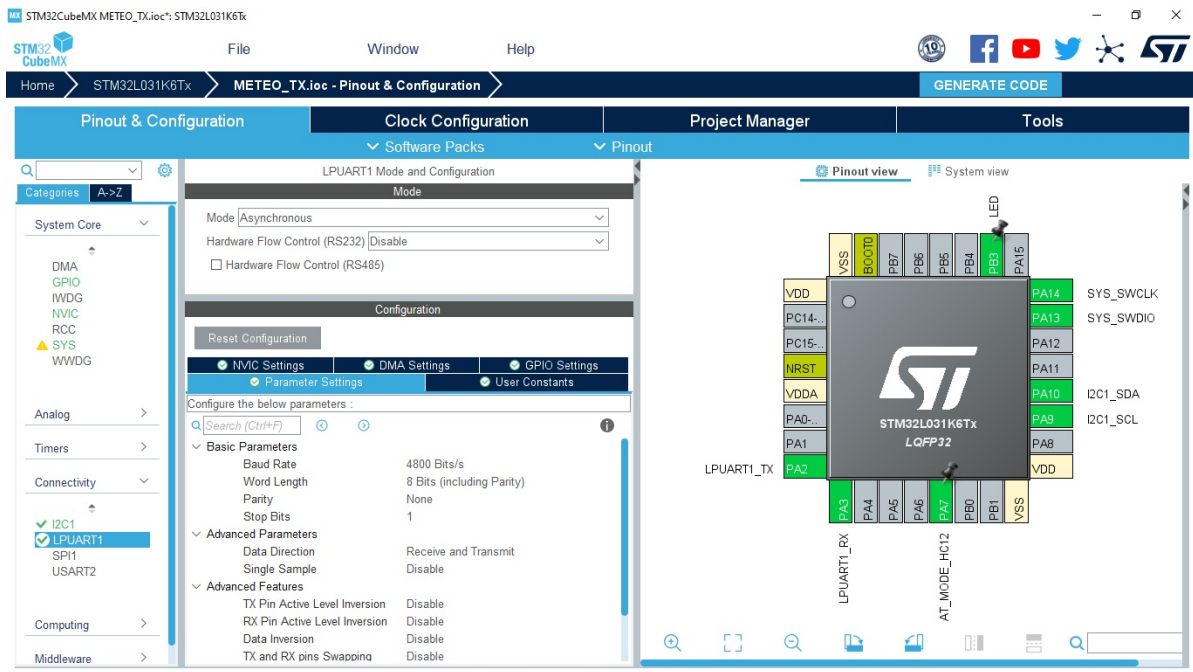 MX STM32CubeMX METEO_TX.ioc*: STM32L031K6Tx
STM32 CubeMX
File Window Help
10
ST
Home STM32L031K6Tx METEO_TX.ioc - Pinout & Configuration GENERATE CODE
Pinout & Configuration Clock Configuration Project Manager Tools
Software Packs Pinout
Categories A->Z
System Core
DMA
GPIO
IWDG
NVIC
RCC
SYS
WWDG
Analog
Timers
Connectivity
I2C1
LPUART1
SPI1
USART2
Computing
Middleware
LPUART1 Mode and Configuration
Mode
Mode Asynchronous
Hardware Flow Control (RS232) Disable
Hardware Flow Control (RS485)
Configuration
Reset Configuration
NVIC Settings DMA Settings GPIO Settings
Parameter Settings User Constants
Configure the below parameters :
Search (Ctrl+F)
Basic Parameters
Baud Rate 4800 Bits/s
Word Length 8 Bits (including Parity)
Parity None
Stop Bits 1
Advanced Parameters
Data Direction Receive and Transmit
Single Sample Disable
Advanced Features
TX Pin Active Level Inversion Disable
RX Pin Active Level Inversion Disable
Data Inversion Disable
TX and RX pins Swapping Disable
Pinout view System view
LED
VSS BOOT0 PB7 PB6 PB5 PB4 PB3 PA15
VDD
PC14-..
PC15-..
NRST
VDDA
PA0-..
PA1
LPUART1_TX PA2
STM32L031K6Tx
LQFP32
PA14 SYS_SWCLK
PA13 SYS_SWDIO
PA12
PA11
PA10 I2C1_SDA
PA9 I2C1_SCL
PA8
VDD
PA3 PA4 PA5 PA6 PA7 PB0 PB1 VSS
LPUART1_RX
AT_MODE_HC12